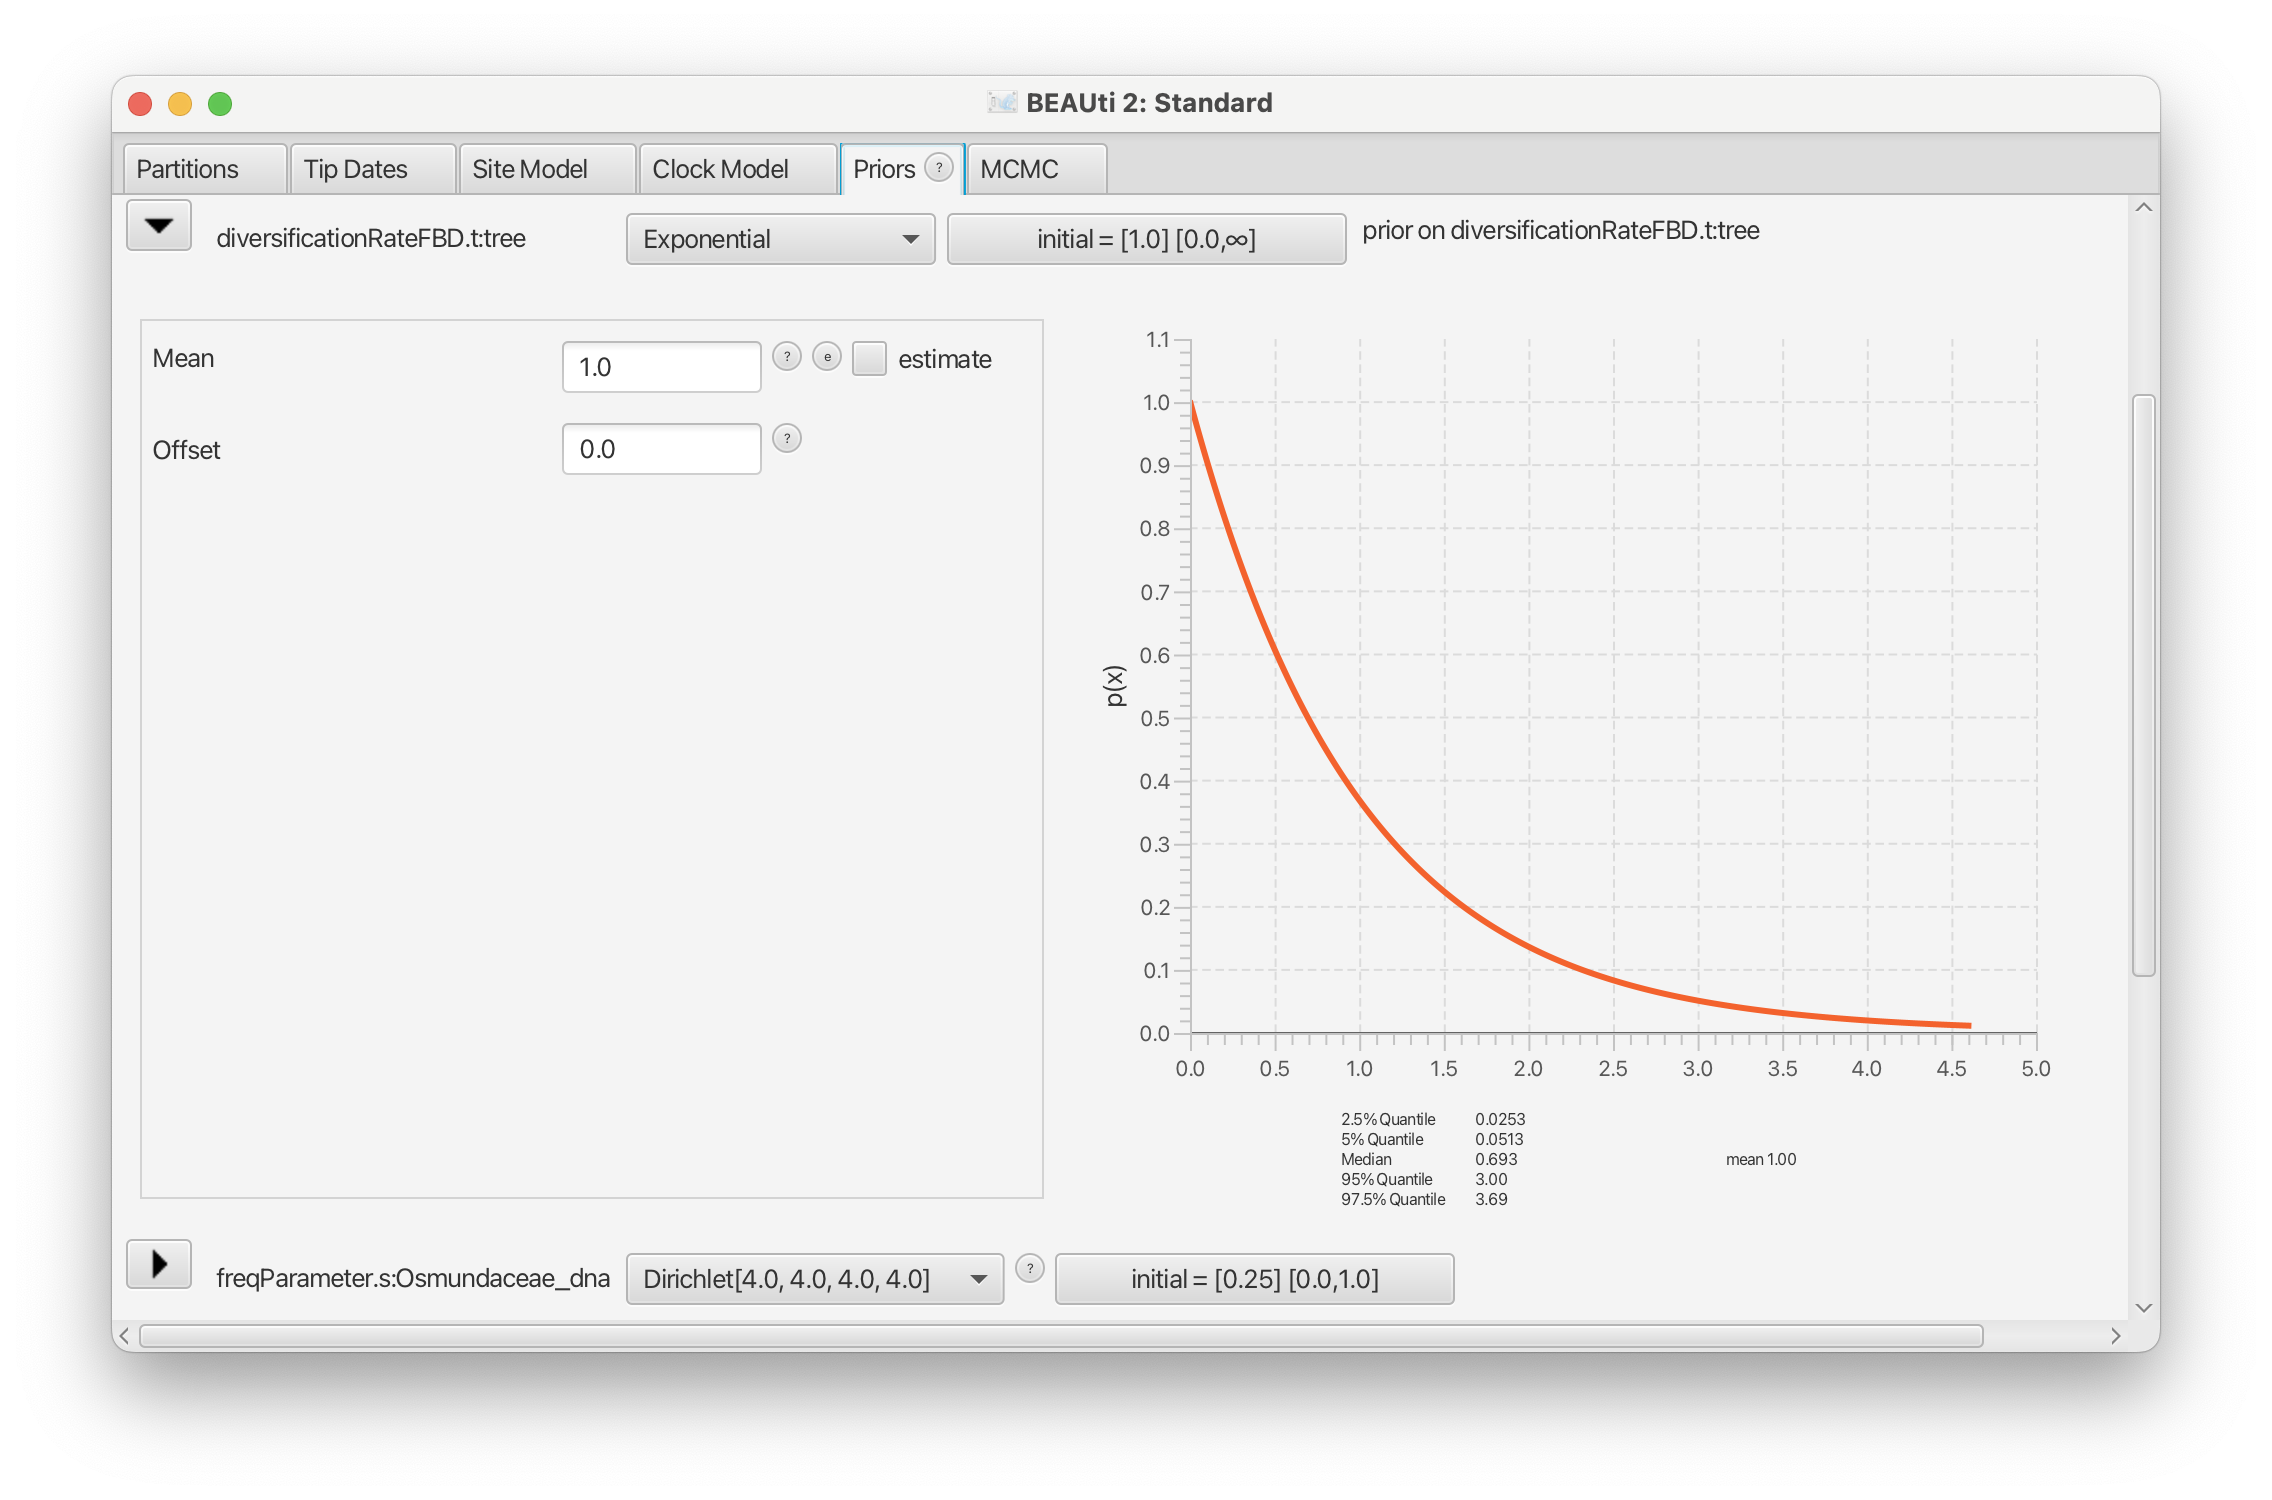 BEAUti 2: Standard
Partitions Tip Dates Site Model Clock Model Priors ? MCMC
diversificationRateFBD.t:tree Exponential initial = [1.0] [0.0,∞] prior on diversificationRateFBD.t:tree
Mean 1.0 ? e estimate
Offset 0.0 ?
1.1
1.0
0.9
0.8
0.7
0.6
0.5
0.4
0.3
0.2
0.1
0.0
p(x)
0.0 0.5 1.0 1.5 2.0 2.5 3.0 3.5 4.0 4.5 5.0
2.5% Quantile 0.0253
5% Quantile 0.0513
Median 0.693 mean 1.00
95% Quantile 3.00
97.5% Quantile 3.69
freqParameter.s:Osmundaceae_dna Dirichlet[4.0, 4.0, 4.0, 4.0] ? initial = [0.25] [0.0,1.0]